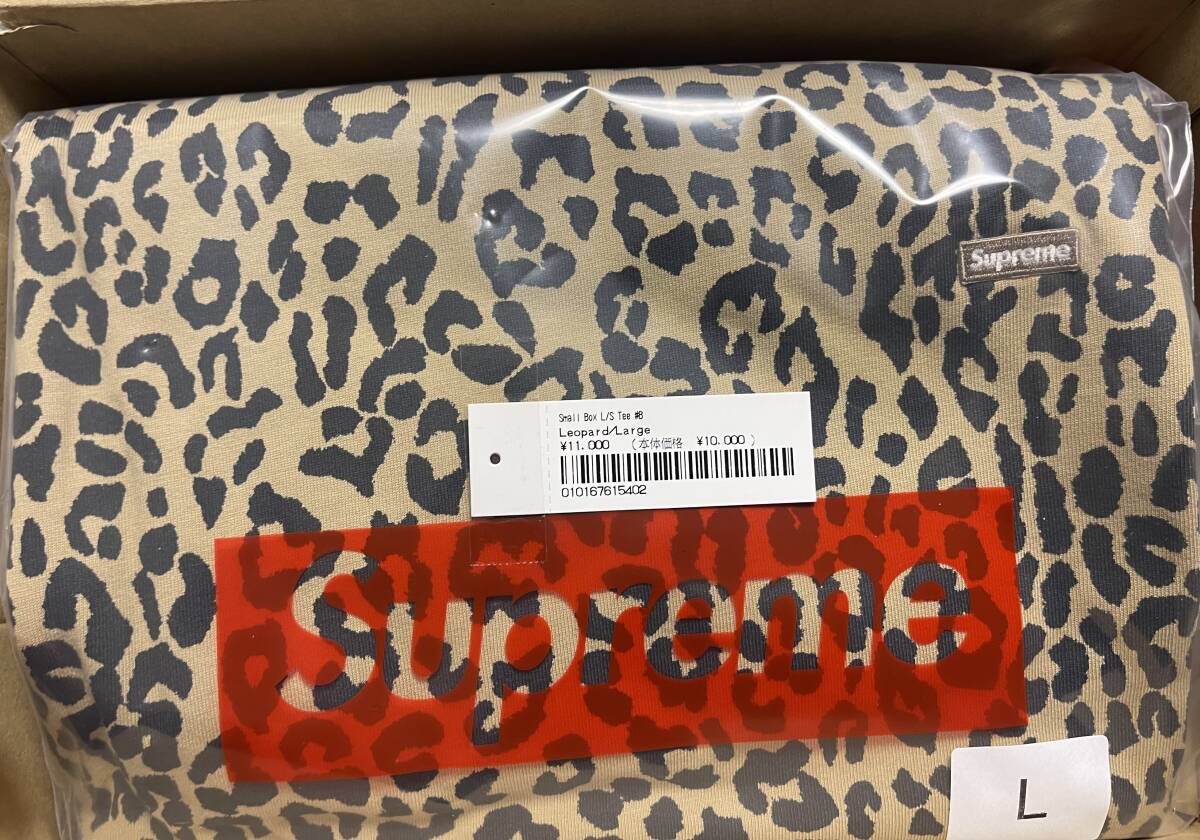 Supreme
Small Box L/S Tee #8
Leopard/Large
¥11.000 (本体価格 ¥10.000 )
010167615402
Supreme
L